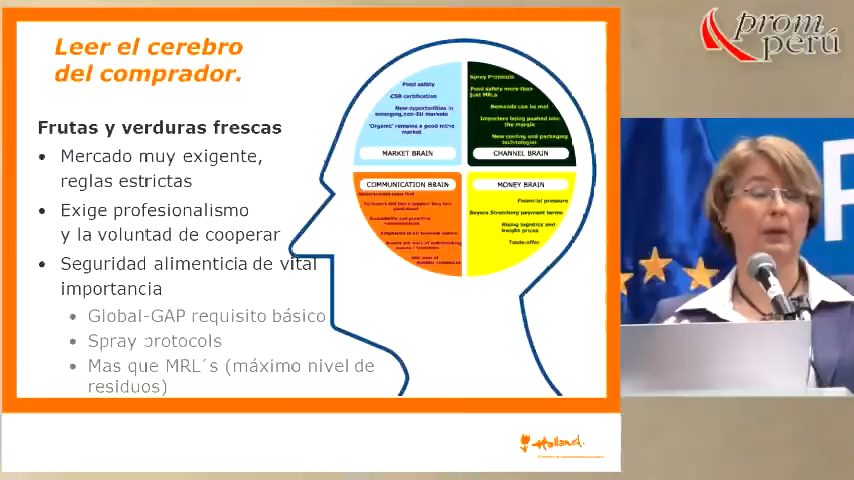 prom
perú
Leer el cerebro
del comprador.
Frutas y verduras frescas
• Mercado muy exigente,
reglas estrictas
• Exige profesionalismo
y la voluntad de cooperar
• Seguridad alimenticia de vital
importancia
• Global-GAP requisito básico
• Spray protocols
• Mas que MRL´s (máximo nivel de
residuos)
Food safety
CSR certification
New opportunities in
emerging,non-EU markets
'Organic' remains a good niche
market
MARKET BRAIN
Spray Protocols
Food safety more than
just MRLs
Demands can be met
Importers being pushed into
the margin
New cooling and packaging
technologies
CHANNEL BRAIN
COMMUNICATION BRAIN
MONEY BRAIN
Financial pressure
Buyers Stretching payment terms
Rising logistics and
freight prices
Trade-offer
Holland.
P